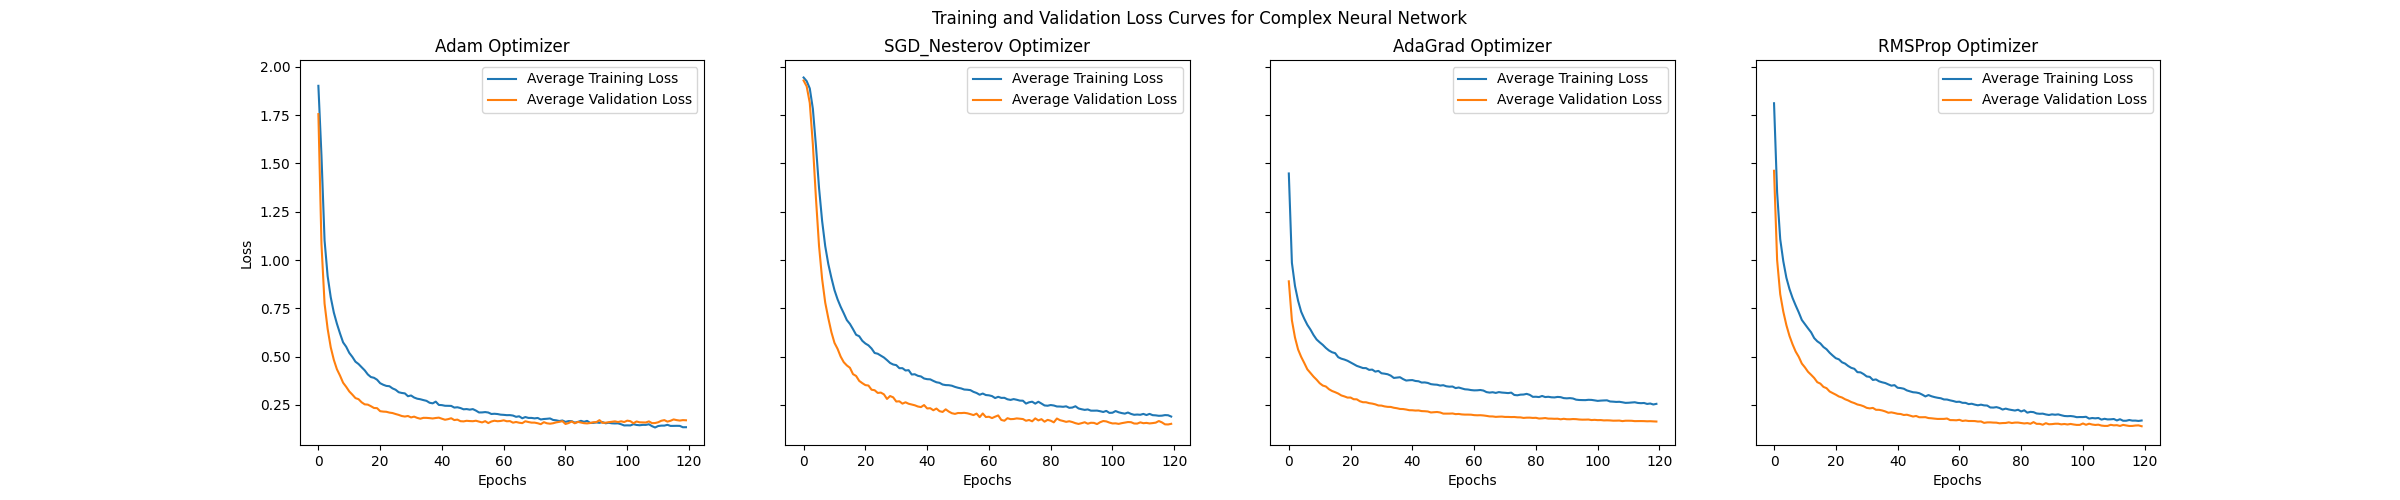 Training and Validation Loss Curves for Complex Neural Network
Adam Optimizer
Average Training Loss
Average Validation Loss
2.00
1.75
1.50
1.25
1.00
0.75
0.50
0.25
Loss
0 20 40 60 80 100 120
Epochs
SGD_Nesterov Optimizer
Average Training Loss
Average Validation Loss
0 20 40 60 80 100 120
Epochs
AdaGrad Optimizer
Average Training Loss
Average Validation Loss
0 20 40 60 80 100 120
Epochs
RMSProp Optimizer
Average Training Loss
Average Validation Loss
0 20 40 60 80 100 120
Epochs